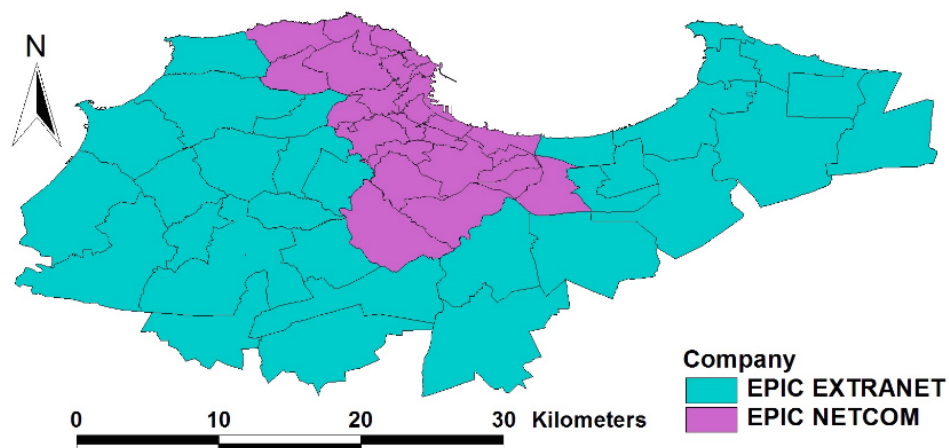 N
Company
EPIC EXTRANET
EPIC NETCOM
0 10 20 30 Kilometers